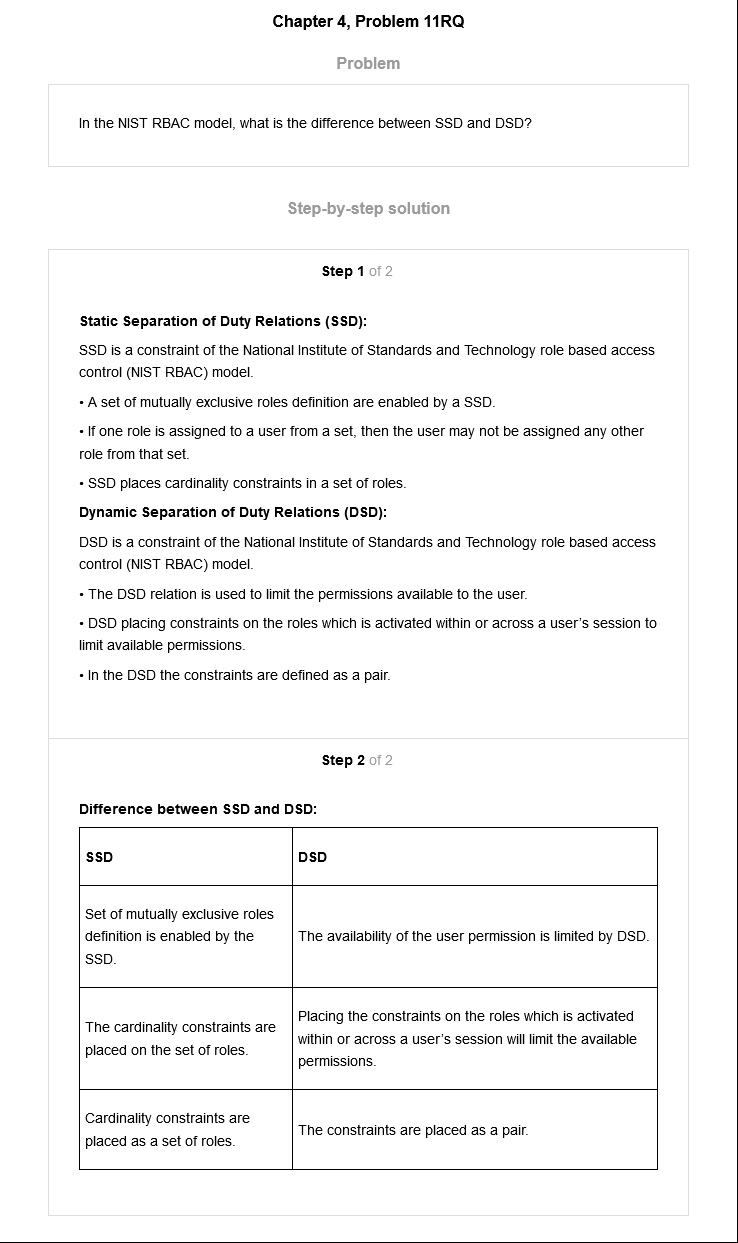 Chapter 4, Problem 11RQ
Problem
In the NIST RBAC model, what is the difference between SSD and DSD?
Step-by-step solution
Step 1 of 2
Static Separation of Duty Relations (SSD):
SSD is a constraint of the National Institute of Standards and Technology role based access
control (NIST RBAC) model.
• A set of mutually exclusive roles definition are enabled by a SSD.
• If one role is assigned to a user from a set, then the user may not be assigned any other
role from that set.
• SSD places cardinality constraints in a set of roles.
Dynamic Separation of Duty Relations (DSD):
DSD is a constraint of the National Institute of Standards and Technology role based access
control (NIST RBAC) model.
• The DSD relation is used to limit the permissions available to the user.
• DSD placing constraints on the roles which is activated within or across a user’s session to
limit available permissions.
• In the DSD the constraints are defined as a pair.
Step 2 of 2
Difference between SSD and DSD:
SSD
DSD
Set of mutually exclusive roles
definition is enabled by the
SSD.
The availability of the user permission is limited by DSD.
The cardinality constraints are
placed on the set of roles.
Placing the constraints on the roles which is activated
within or across a user’s session will limit the available
permissions.
Cardinality constraints are
placed as a set of roles.
The constraints are placed as a pair.